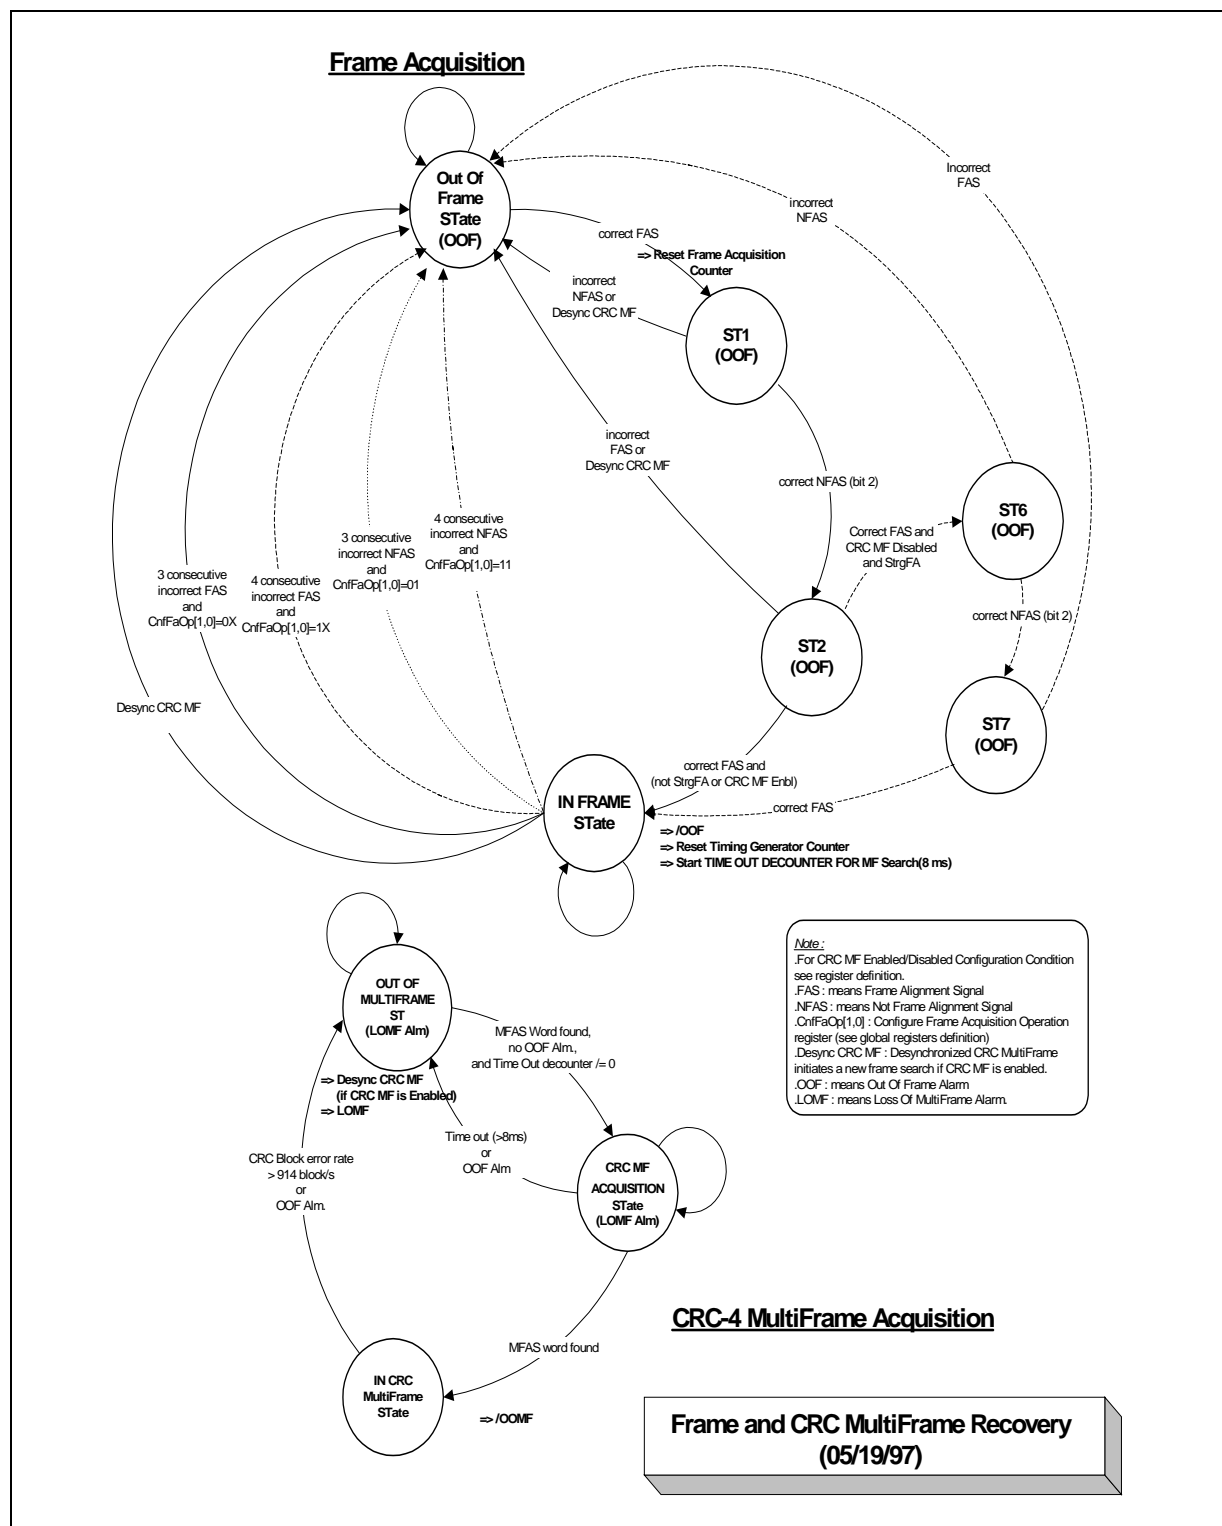 Frame Acquisition
Out Of
Frame
STate
(OOF)
correct FAS
=> Reset Frame Acquisition
Counter
incorrect
NFAS or
Desync CRC MF
ST1
(OOF)
incorrect
NFAS
Incorrect
FAS
incorrect
FAS or
Desync CRC MF
correct NFAS (bit 2)
ST6
(OOF)
Correct FAS and
CRC MF Disabled
and StrgFA
correct NFAS (bit 2)
4 consecutive
incorrect NFAS
and
CnfFaOp[1,0]=11
3 consecutive
incorrect NFAS
and
CnfFaOp[1,0]=01
4 consecutive
incorrect FAS
and
CnfFaOp[1,0]=1X
3 consecutive
incorrect FAS
and
CnfFaOp[1,0]=0X
Desync CRC MF
ST2
(OOF)
ST7
(OOF)
correct FAS and
(not StrgFA or CRC MF Enbl)
correct FAS
IN FRAME
STate
=> /OOF
=> Reset Timing Generator Counter
=> Start TIME OUT DECOUNTER FOR MF Search(8 ms)
Note :
.For CRC MF Enabled/Disabled Configuration Condition
see register definition.
.FAS : means Frame Alignment Signal
.NFAS : means Not Frame Alignment Signal
.CnfFaOp[1,0] : Configure Frame Acquisition Operation
register (see global registers definition)
.Desync CRC MF : Desynchronized CRC MultiFrame
initiates a new frame search if CRC MF is enabled.
.OOF : means Out Of Frame Alarm
.LOMF : means Loss Of MultiFrame Alarm.
OUT OF
MULTIFRAME
ST
(LOMF Alm)
MFAS Word found,
no OOF Alm.,
and Time Out decounter /= 0
=> Desync CRC MF
(if CRC MF is Enabled)
=> LOMF
Time out (>8ms)
or
OOF Alm
CRC Block error rate
> 914 block/s
or
OOF Alm.
CRC MF
ACQUISITION
STate
(LOMF Alm)
CRC-4 MultiFrame Acquisition
MFAS word found
IN CRC
MultiFrame
STate
=> /OOMF
Frame and CRC MultiFrame Recovery
(05/19/97)